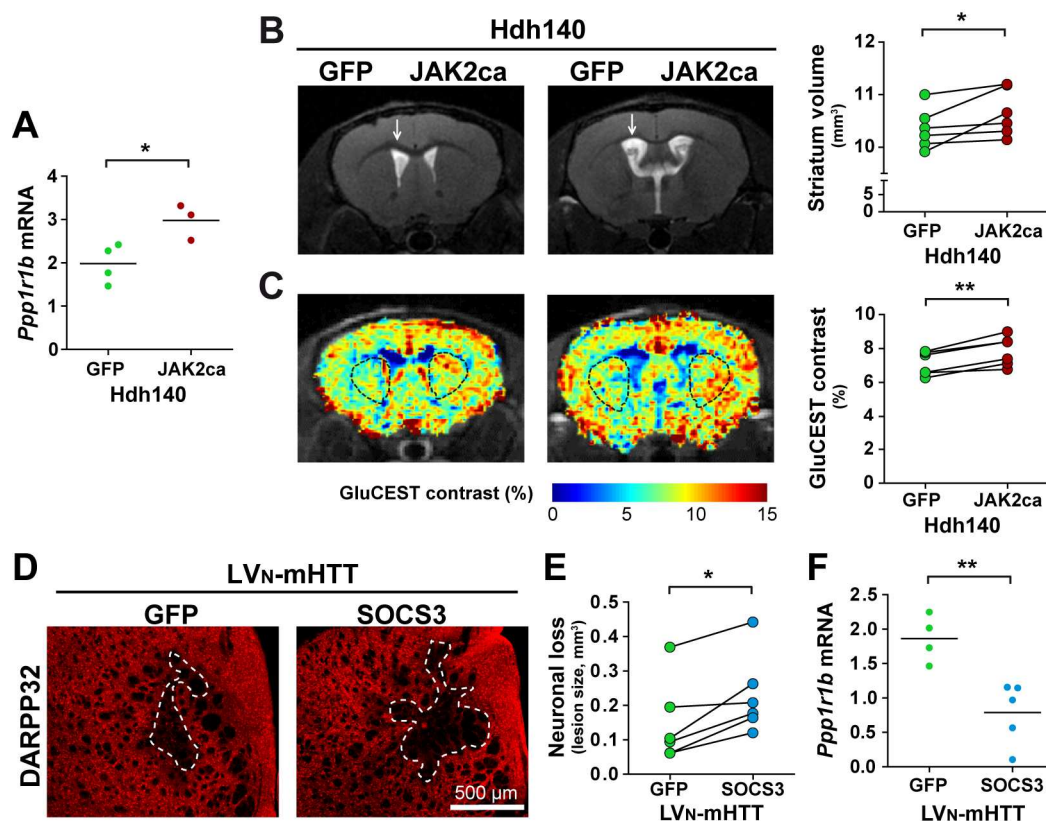 A
Ppp1r1b mRNA
4
3
2
1
0
*
GFP
JAK2ca
Hdh140
B
Hdh140
GFP
JAK2ca
GFP
JAK2ca
*
Striatum volume
(mm³)
11
10
5
0
GFP
JAK2ca
Hdh140
C
GluCEST contrast (%)
0
5
10
15
**
GluCEST contrast
(%)
10
8
6
4
2
0
GFP
JAK2ca
Hdh140
D
LVN-mHTT
GFP
SOCS3
DARPP32
500 µm
E
Neuronal loss
(lesion size, mm³)
0.5
0.4
0.3
0.2
0.1
0.0
*
GFP
SOCS3
LVN-mHTT
F
Ppp1r1b mRNA
2.5
2.0
1.5
1.0
0.5
0.0
**
GFP
SOCS3
LVN-mHTT